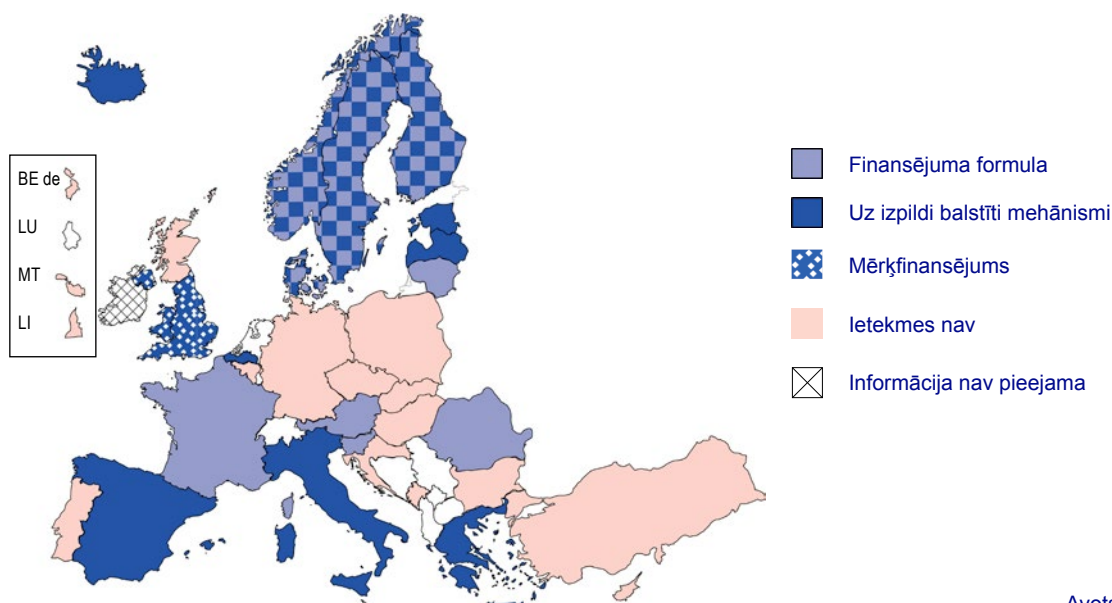 BE de
LU
MT
LI
Finansējuma formula
Uz izpildi balstīti mehānismi
Mērķfinansējums
Ietekmes nav
Informācija nav pieejama